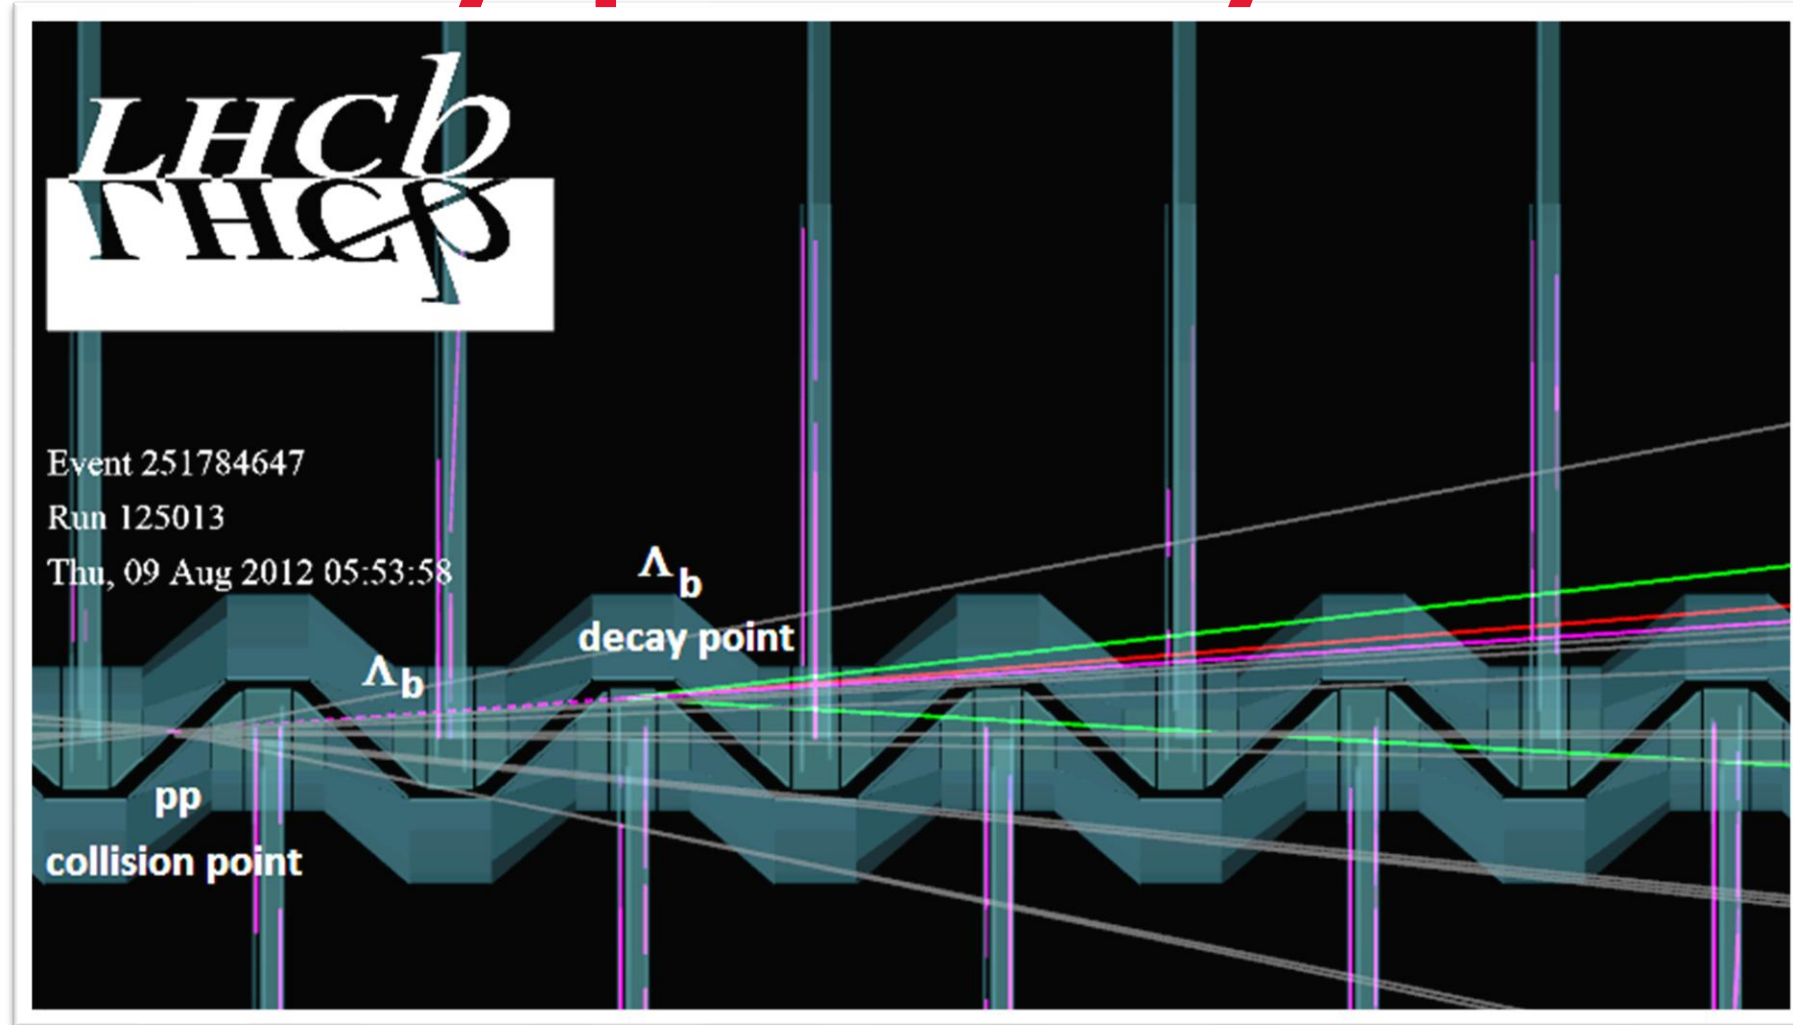 LHCb
LHCb
Event 251784647
Run 125013
Thu, 09 Aug 2012 05:53:58
Λb
decay point
Λb
pp
collision point